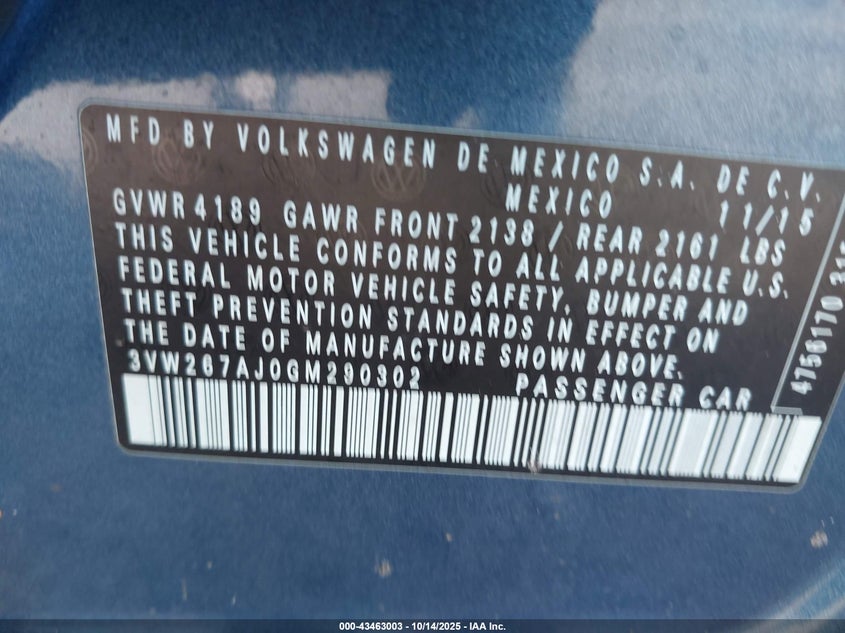 MFD BY VOLKSWAGEN DE MEXICO S.A. DE C.V.
MEXICO 11/15
GVWR 4189 GAWR FRONT 2138 / REAR 2161 LBS
THIS VEHICLE CONFORMS TO ALL APPLICABLE U.S.
FEDERAL MOTOR VEHICLE SAFETY, BUMPER AND
THEFT PREVENTION STANDARDS IN EFFECT ON
THE DATE OF MANUFACTURE SHOWN ABOVE.
3VW267AJ0GM290302 PASSENGER CAR
4756170
000-43463003 | 10/14/2025 - IAA Inc.